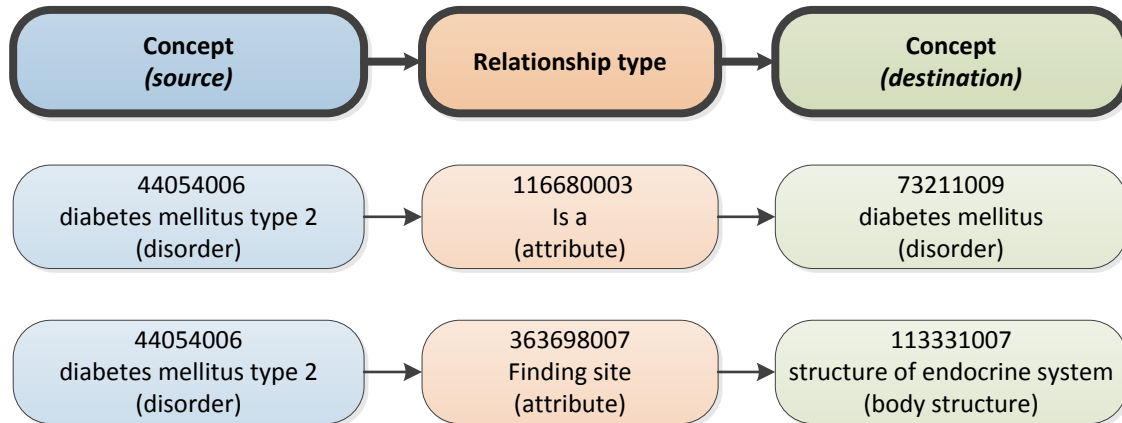 Concept
(source)
Relationship type
Concept
(destination)
44054006
diabetes mellitus type 2
(disorder)
116680003
Is a
(attribute)
73211009
diabetes mellitus
(disorder)
44054006
diabetes mellitus type 2
(disorder)
363698007
Finding site
(attribute)
113331007
structure of endocrine system
(body structure)